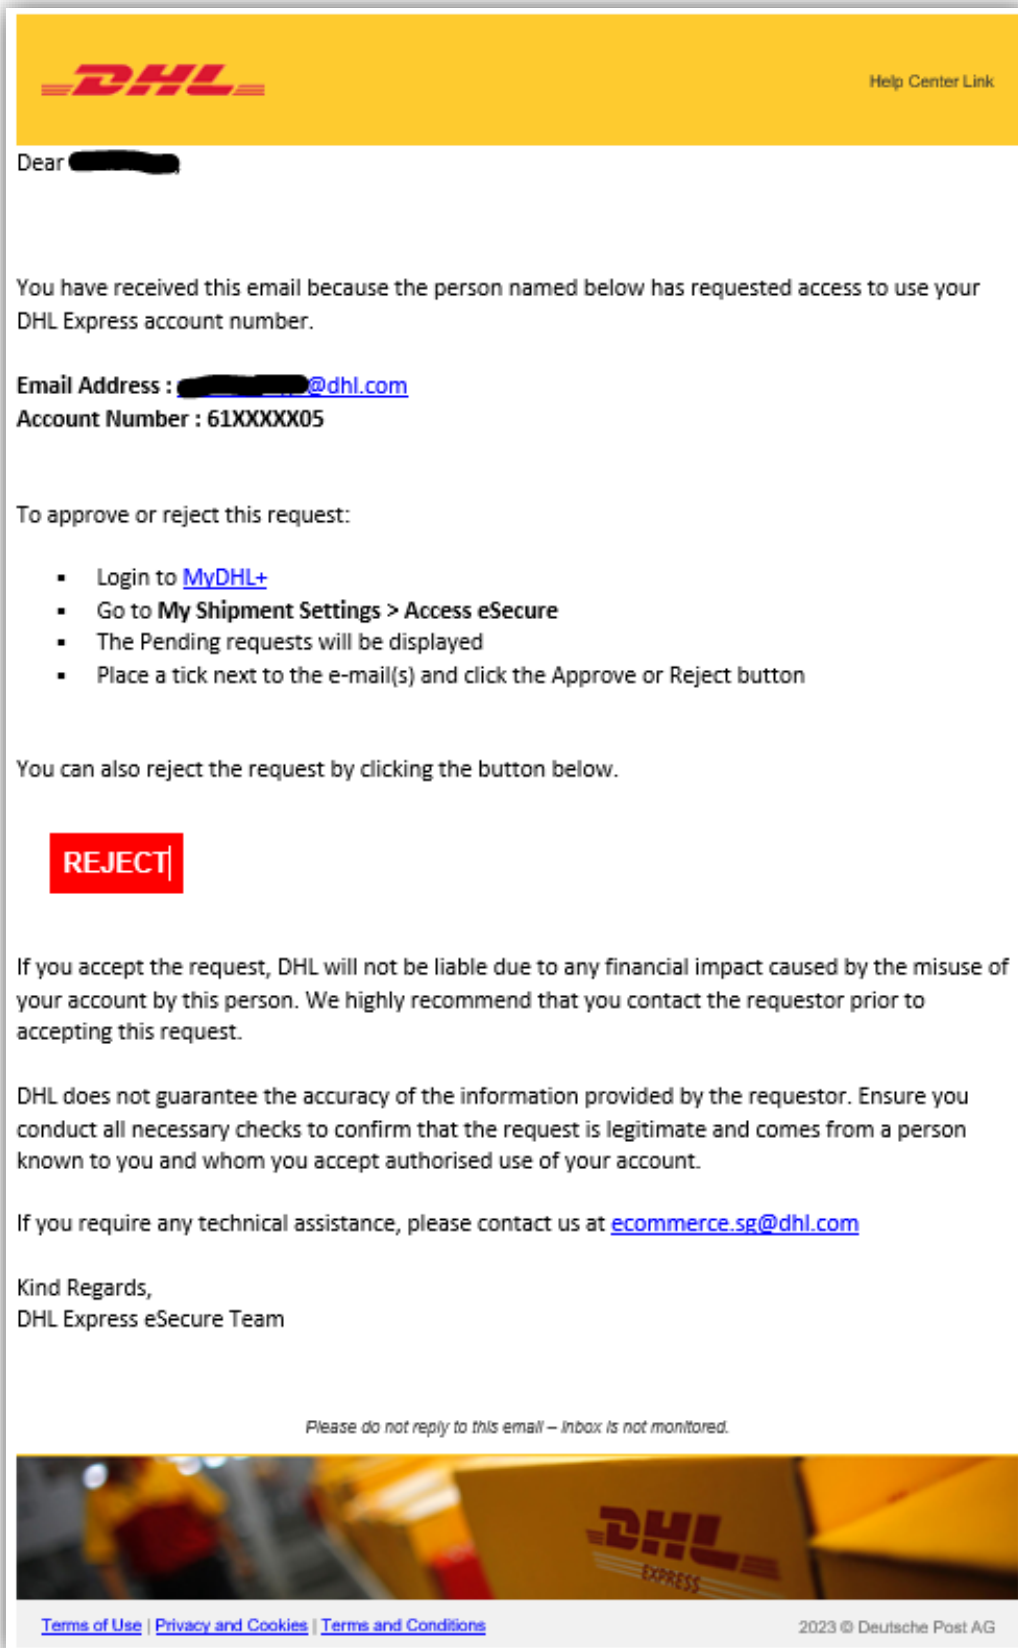 DHL
Help Center Link
Dear
You have received this email because the person named below has requested access to use your
DHL Express account number.
Email Address : @dhl.com
Account Number : 61XXXXX05
To approve or reject this request:
▪ Login to MyDHL+
▪ Go to My Shipment Settings > Access eSecure
▪ The Pending requests will be displayed
▪ Place a tick next to the e-mail(s) and click the Approve or Reject button
You can also reject the request by clicking the button below.
REJECT
If you accept the request, DHL will not be liable due to any financial impact caused by the misuse of
your account by this person. We highly recommend that you contact the requestor prior to
accepting this request.
DHL does not guarantee the accuracy of the information provided by the requestor. Ensure you
conduct all necessary checks to confirm that the request is legitimate and comes from a person
known to you and whom you accept authorised use of your account.
If you require any technical assistance, please contact us at ecommerce.sg@dhl.com
Kind Regards,
DHL Express eSecure Team
Please do not reply to this email – Inbox is not monitored.
DHL
EXPRESS
Terms of Use | Privacy and Cookies | Terms and Conditions
2023 © Deutsche Post AG